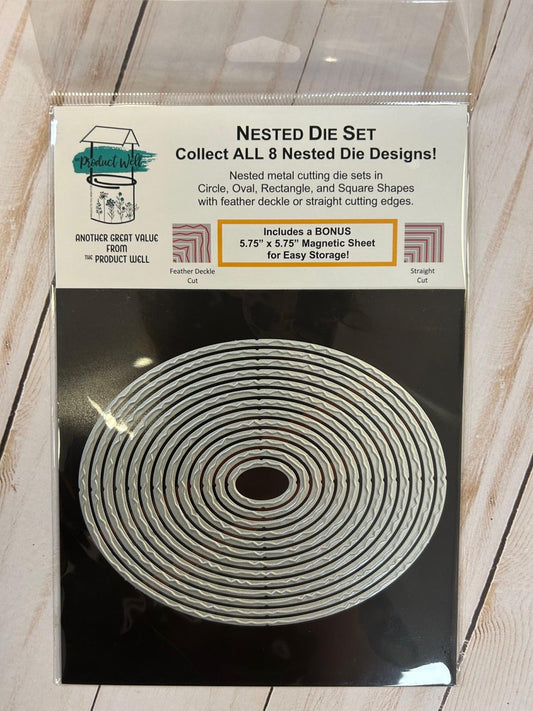 Product Well
ANOTHER GREAT VALUE
FROM
THE PRODUCT WELL
NESTED DIE SET
Collect ALL 8 Nested Die Designs!
Nested metal cutting die sets in
Circle, Oval, Rectangle, and Square Shapes
with feather deckle or straight cutting edges.
Feather Deckle
Cut
Includes a BONUS
5.75" x 5.75" Magnetic Sheet
for Easy Storage!
Straight
Cut